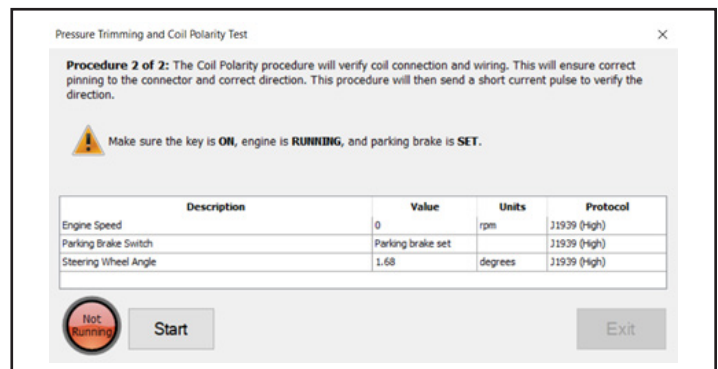 Pressure Trimming and Coil Polarity Test
Procedure 2 of 2: The Coil Polarity procedure will verify coil connection and wiring. This will ensure correct
pinning to the connector and correct direction. This procedure will then send a short current pulse to verify the
direction.
Make sure the key is ON, engine is RUNNING, and parking brake is SET.
Description Value Units Protocol
Engine Speed 0 rpm J1939 (High)
Parking Brake Switch Parking brake set J1939 (High)
Steering Wheel Angle 1.68 degrees J1939 (High)
Not
Running
Start
Exit